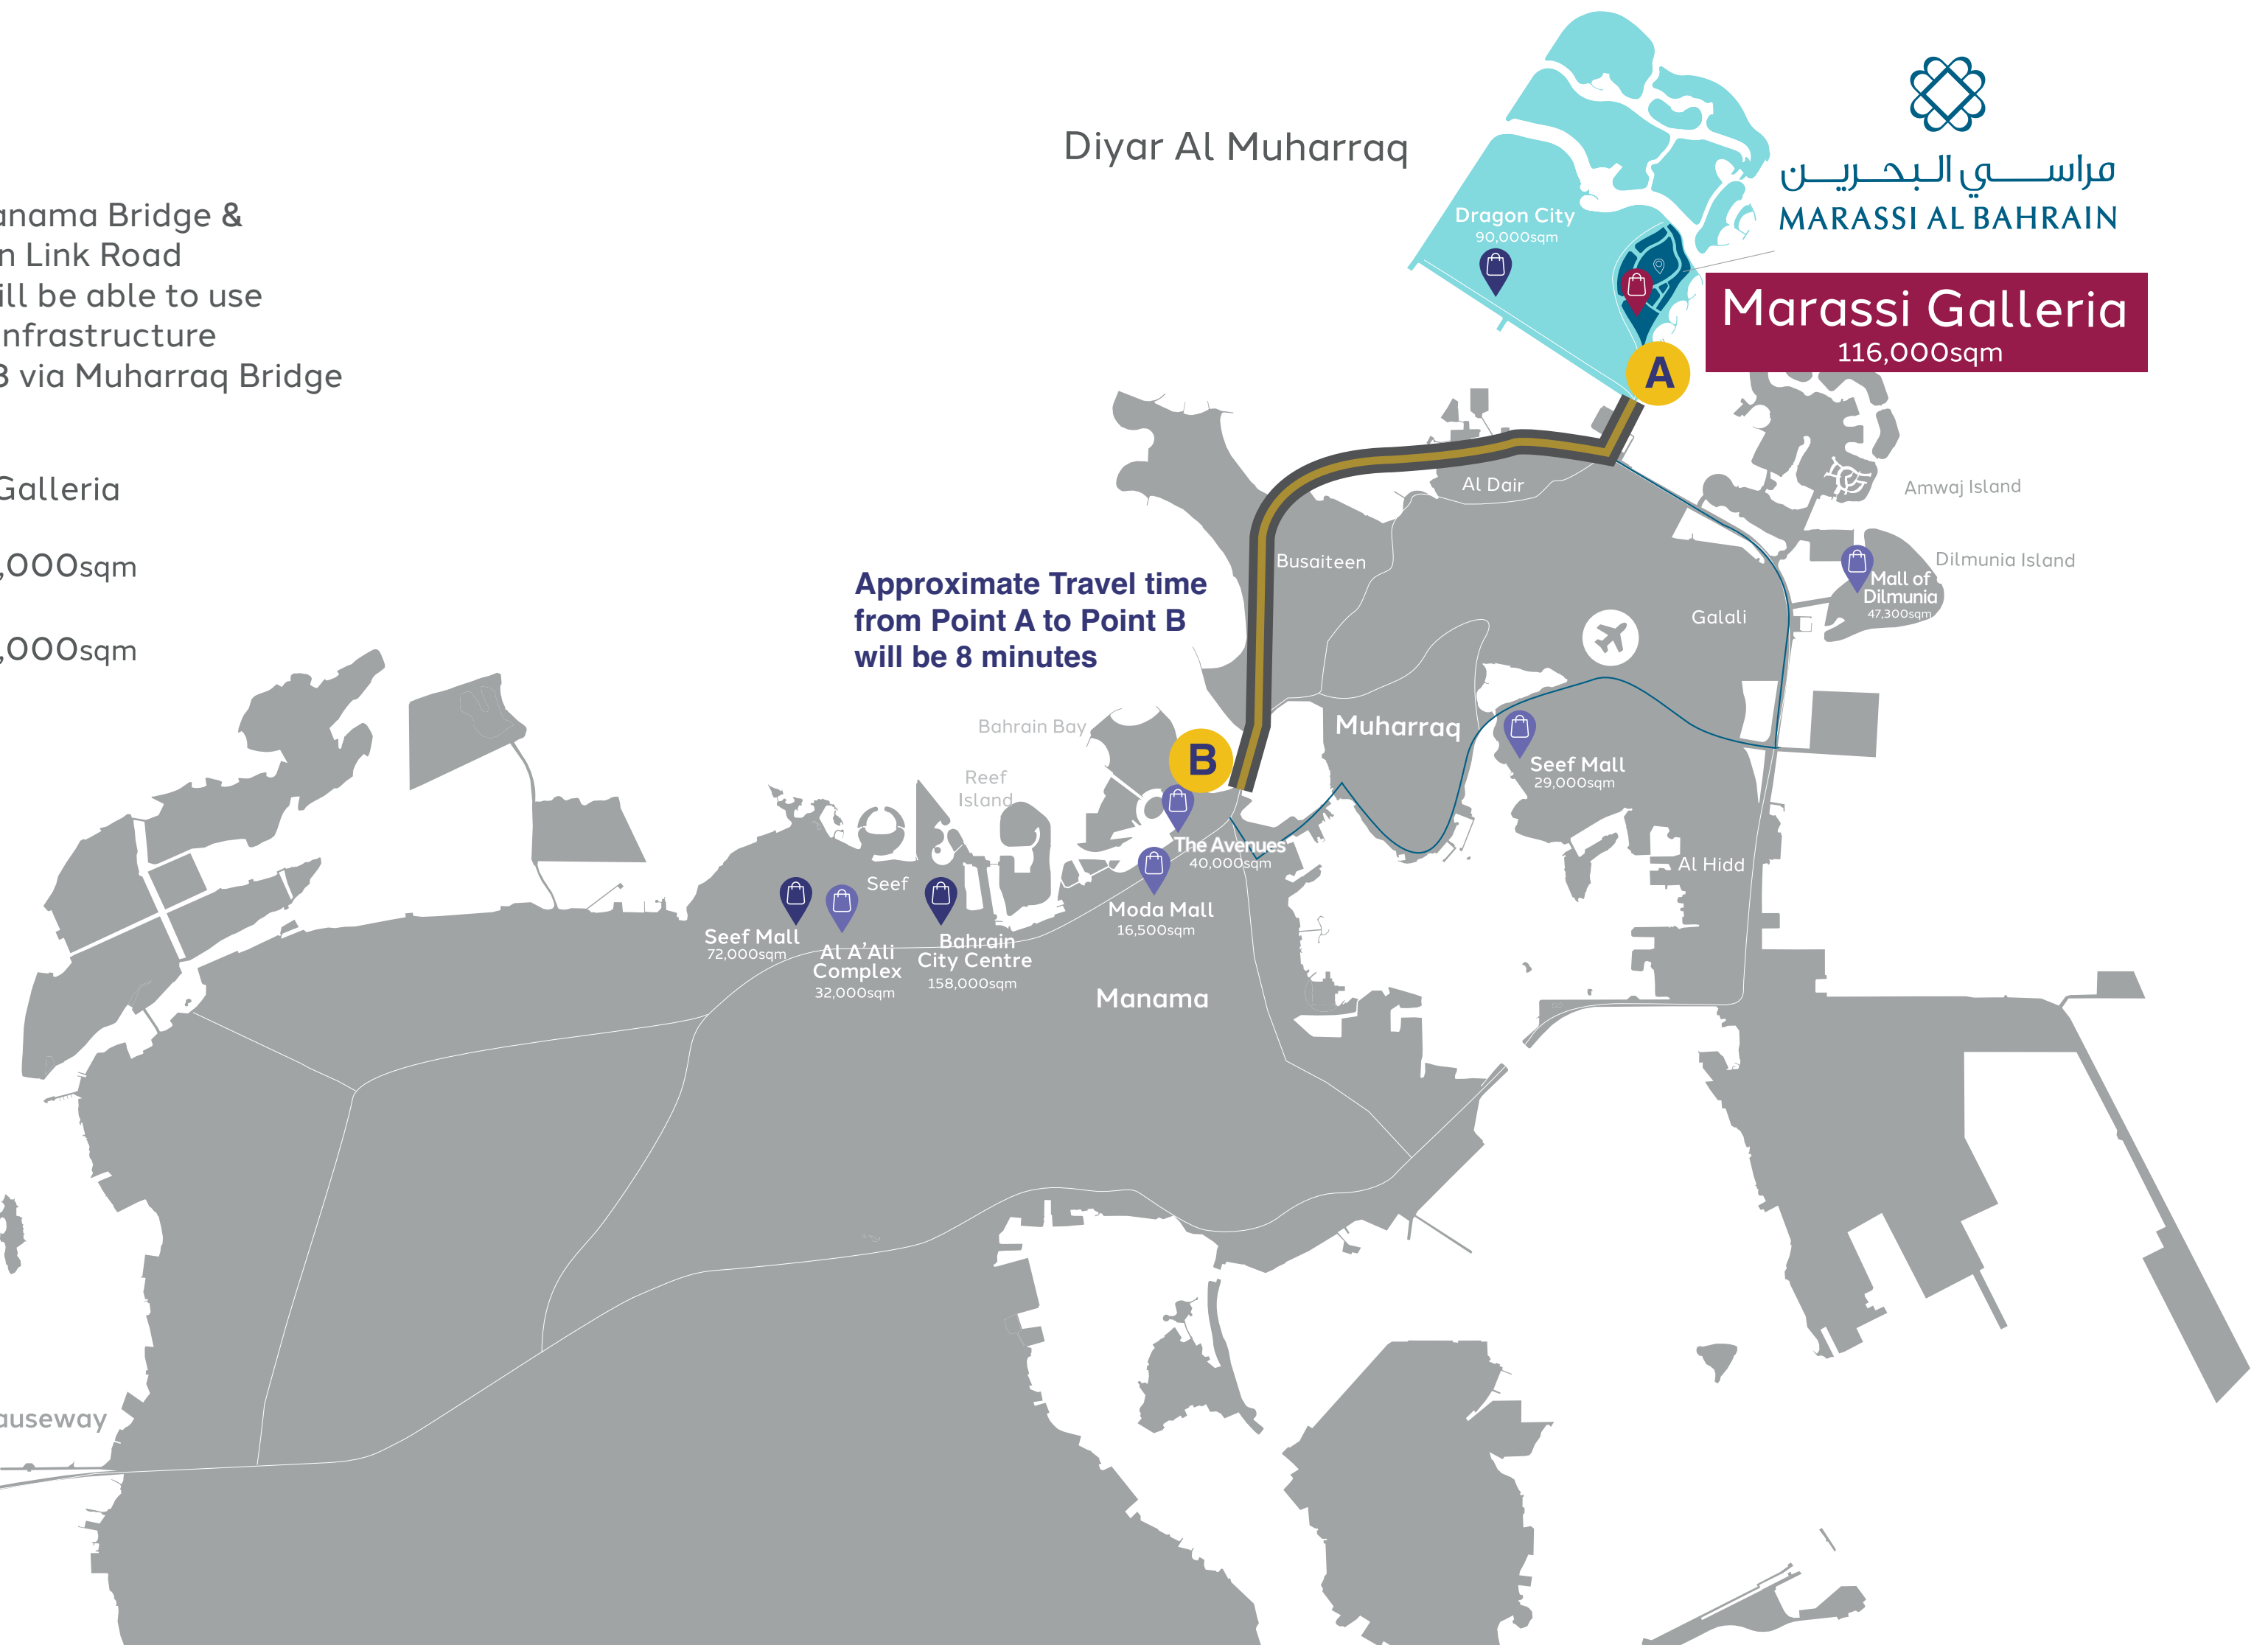 Diyar Al Muharraq
مراسي البحرين
MARASSI AL BAHRAIN
Dragon City
90,000sqm
Marassi Galleria
116,000sqm
A
anama Bridge &
n Link Road
ill be able to use
nfrastructure
B via Muharraq Bridge
Galleria
,000sqm
,000sqm
Al Dair
Amwaj Island
Busaiteen
Dilmunia Island
Mall of
Dilmunia
47,300sqm
Galali
Approximate Travel time
from Point A to Point B
will be 8 minutes
Bahrain Bay
Muharraq
B
Seef Mall
29,000sqm
Reef
Island
The Avenues
40,000sqm
Al Hidd
Seef
Moda Mall
16,500sqm
Seef Mall
72,000sqm
Al A'Ali
Complex
32,000sqm
Bahrain
City Centre
158,000sqm
Manama
auseway